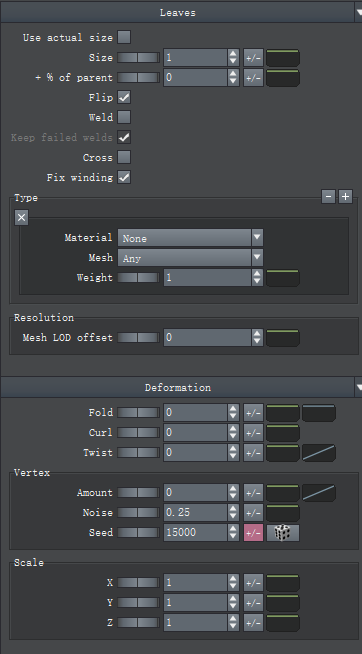 Leaves
Use actual size
Size 1 +/-
+ % of parent 0 +/-
Flip
Weld
Keep failed welds
Cross
Fix winding
Type - +
×
Material None
Mesh Any
Weight 1
Resolution
Mesh LOD offset 0
Deformation
Fold 0 +/-
Curl 0 +/-
Twist 0 +/-
Vertex
Amount 0 +/-
Noise 0.25 +/-
Seed 15000 +/-
Scale
X 1 +/-
Y 1 +/-
Z 1 +/-